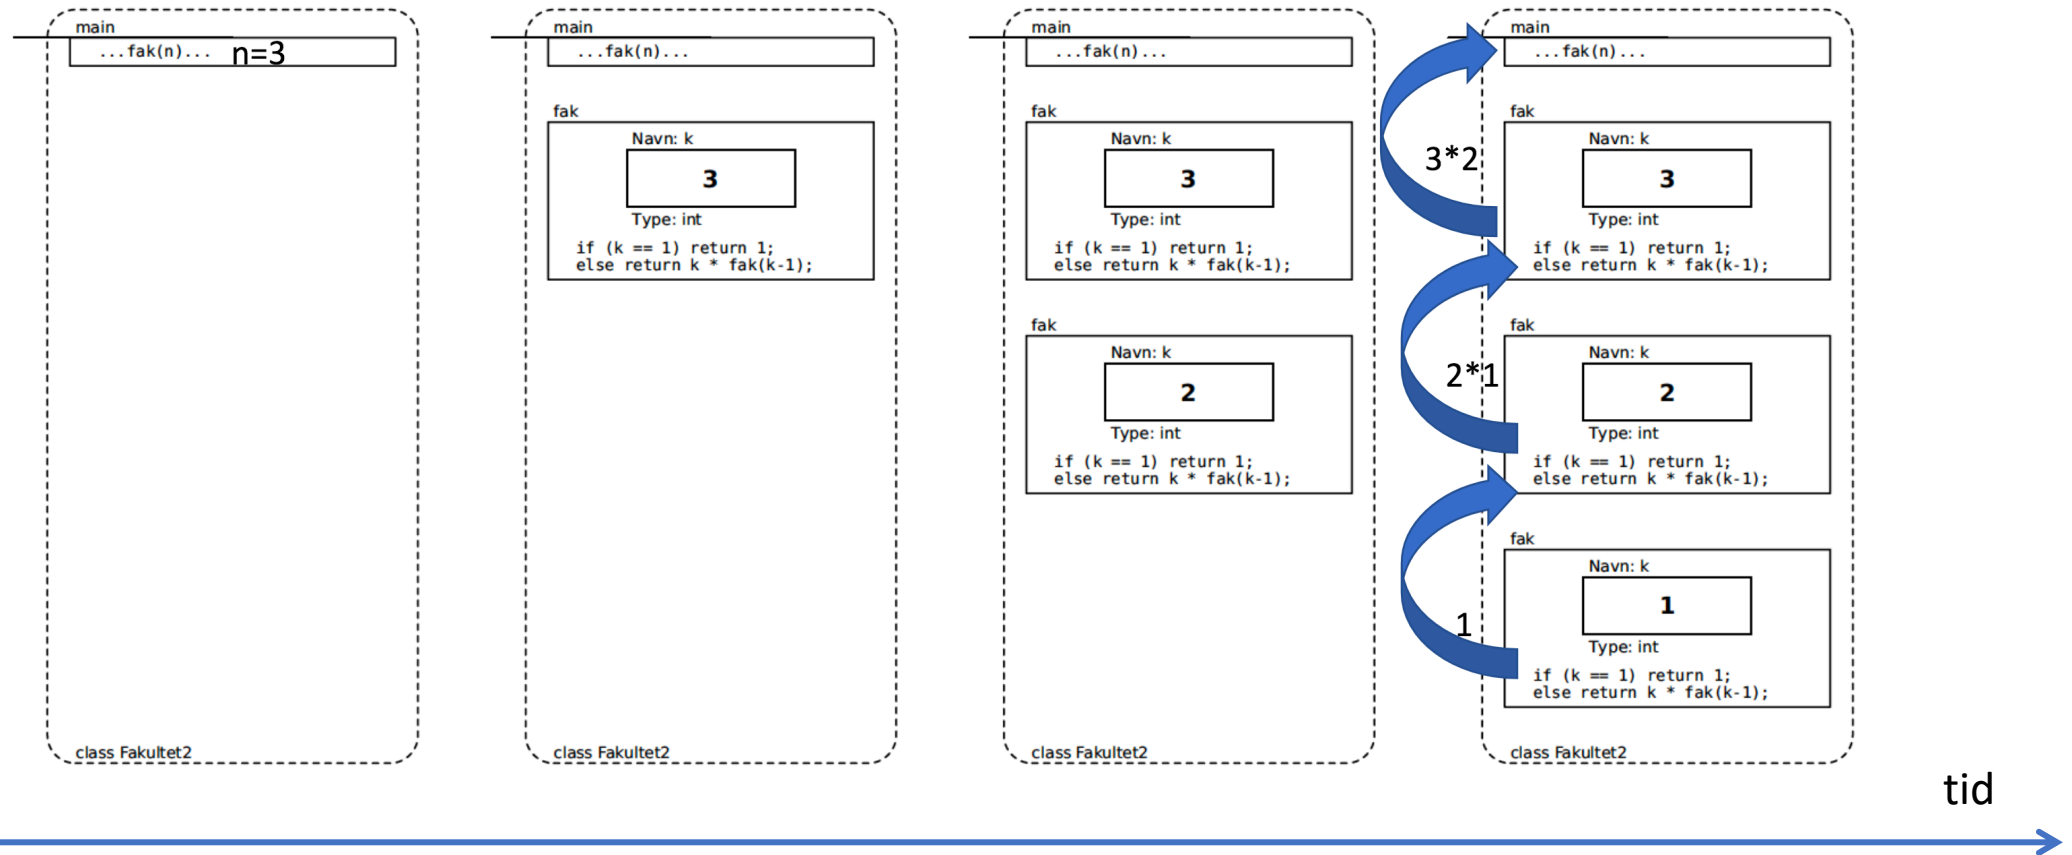 main
...fak(n)... n=3
class Fakultet2
main
...fak(n)...
fak
Navn: k
3
Type: int
if (k == 1) return 1;
else return k * fak(k-1);
class Fakultet2
main
...fak(n)...
fak
Navn: k
3
Type: int
if (k == 1) return 1;
else return k * fak(k-1);
fak
Navn: k
2
Type: int
if (k == 1) return 1;
else return k * fak(k-1);
class Fakultet2
main
...fak(n)...
3*2
fak
Navn: k
3
Type: int
if (k == 1) return 1;
else return k * fak(k-1);
2*1
fak
Navn: k
2
Type: int
if (k == 1) return 1;
else return k * fak(k-1);
1
fak
Navn: k
1
Type: int
if (k == 1) return 1;
else return k * fak(k-1);
class Fakultet2
tid